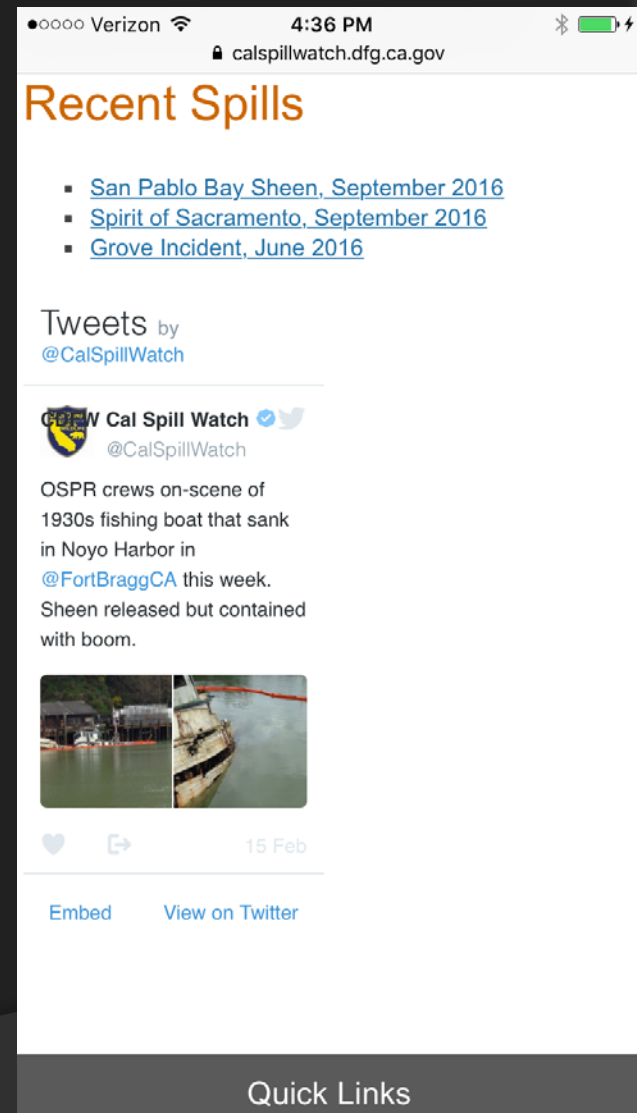 Verizon 4:36 PM
calspillwatch.dfg.ca.gov
Recent Spills
San Pablo Bay Sheen, September 2016
Spirit of Sacramento, September 2016
Grove Incident, June 2016
Tweets by
@CalSpillWatch
CDFW Cal Spill Watch
@CalSpillWatch
OSPR crews on-scene of
1930s fishing boat that sank
in Noyo Harbor in
@FortBraggCA this week.
Sheen released but contained
with boom.
15 Feb
Embed View on Twitter
Quick Links